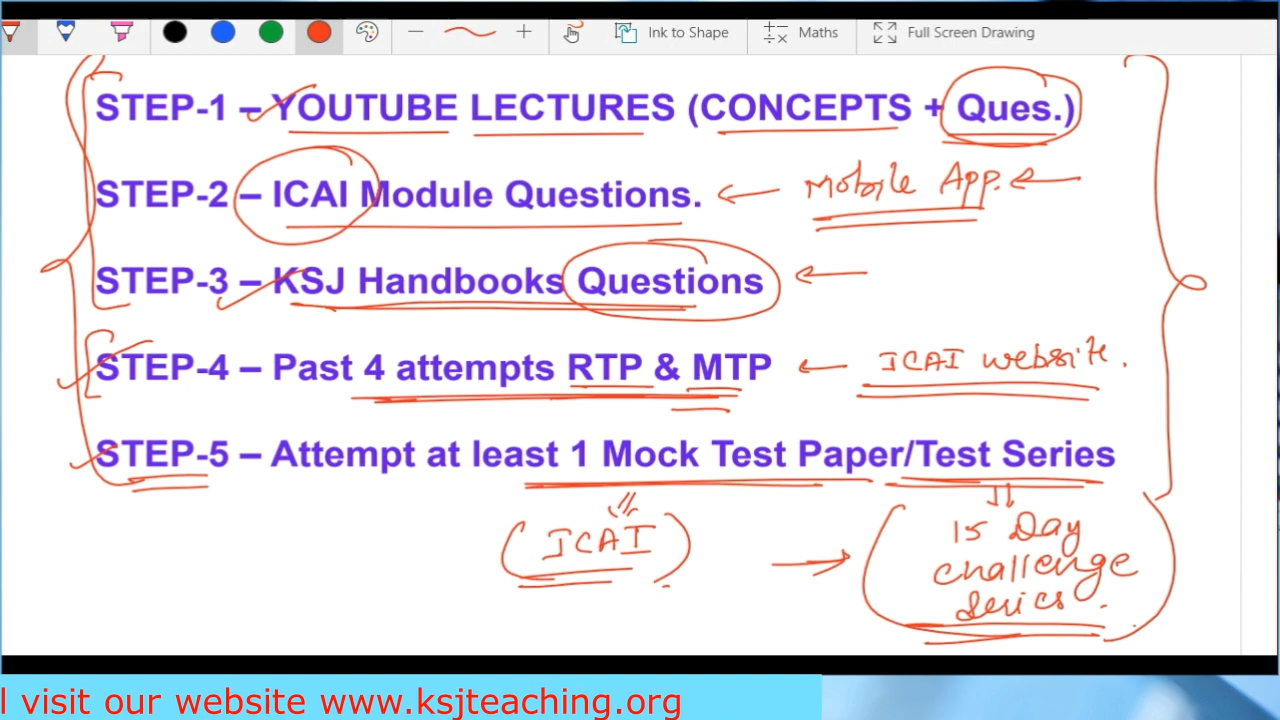 Ink to Shape Maths Full Screen Drawing
STEP-1 – YOUTUBE LECTURES (CONCEPTS + Ques.)
STEP-2 – ICAI Module Questions. ← Mobile App. ←
STEP-3 – KSJ Handbooks Questions ←
STEP-4 – Past 4 attempts RTP & MTP ← ICAI website.
STEP-5 – Attempt at least 1 Mock Test Paper/Test Series
(ICAI) → (15 Day
challenge
Series.)
l visit our website www.ksjteaching.org